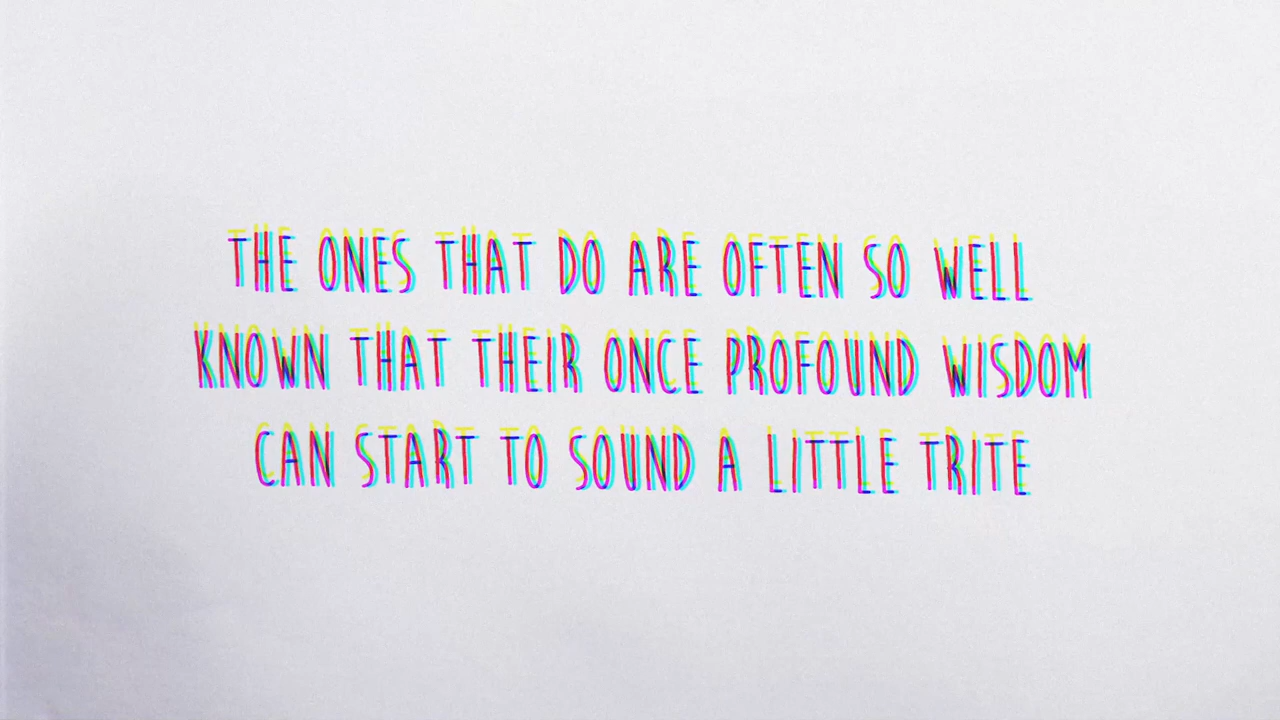 THE ONES THAT DO ARE OFTEN SO WELL
KNOWN THAT THEIR ONCE PROFOUND WISDOM
CAN START TO SOUND A LITTLE TRITE